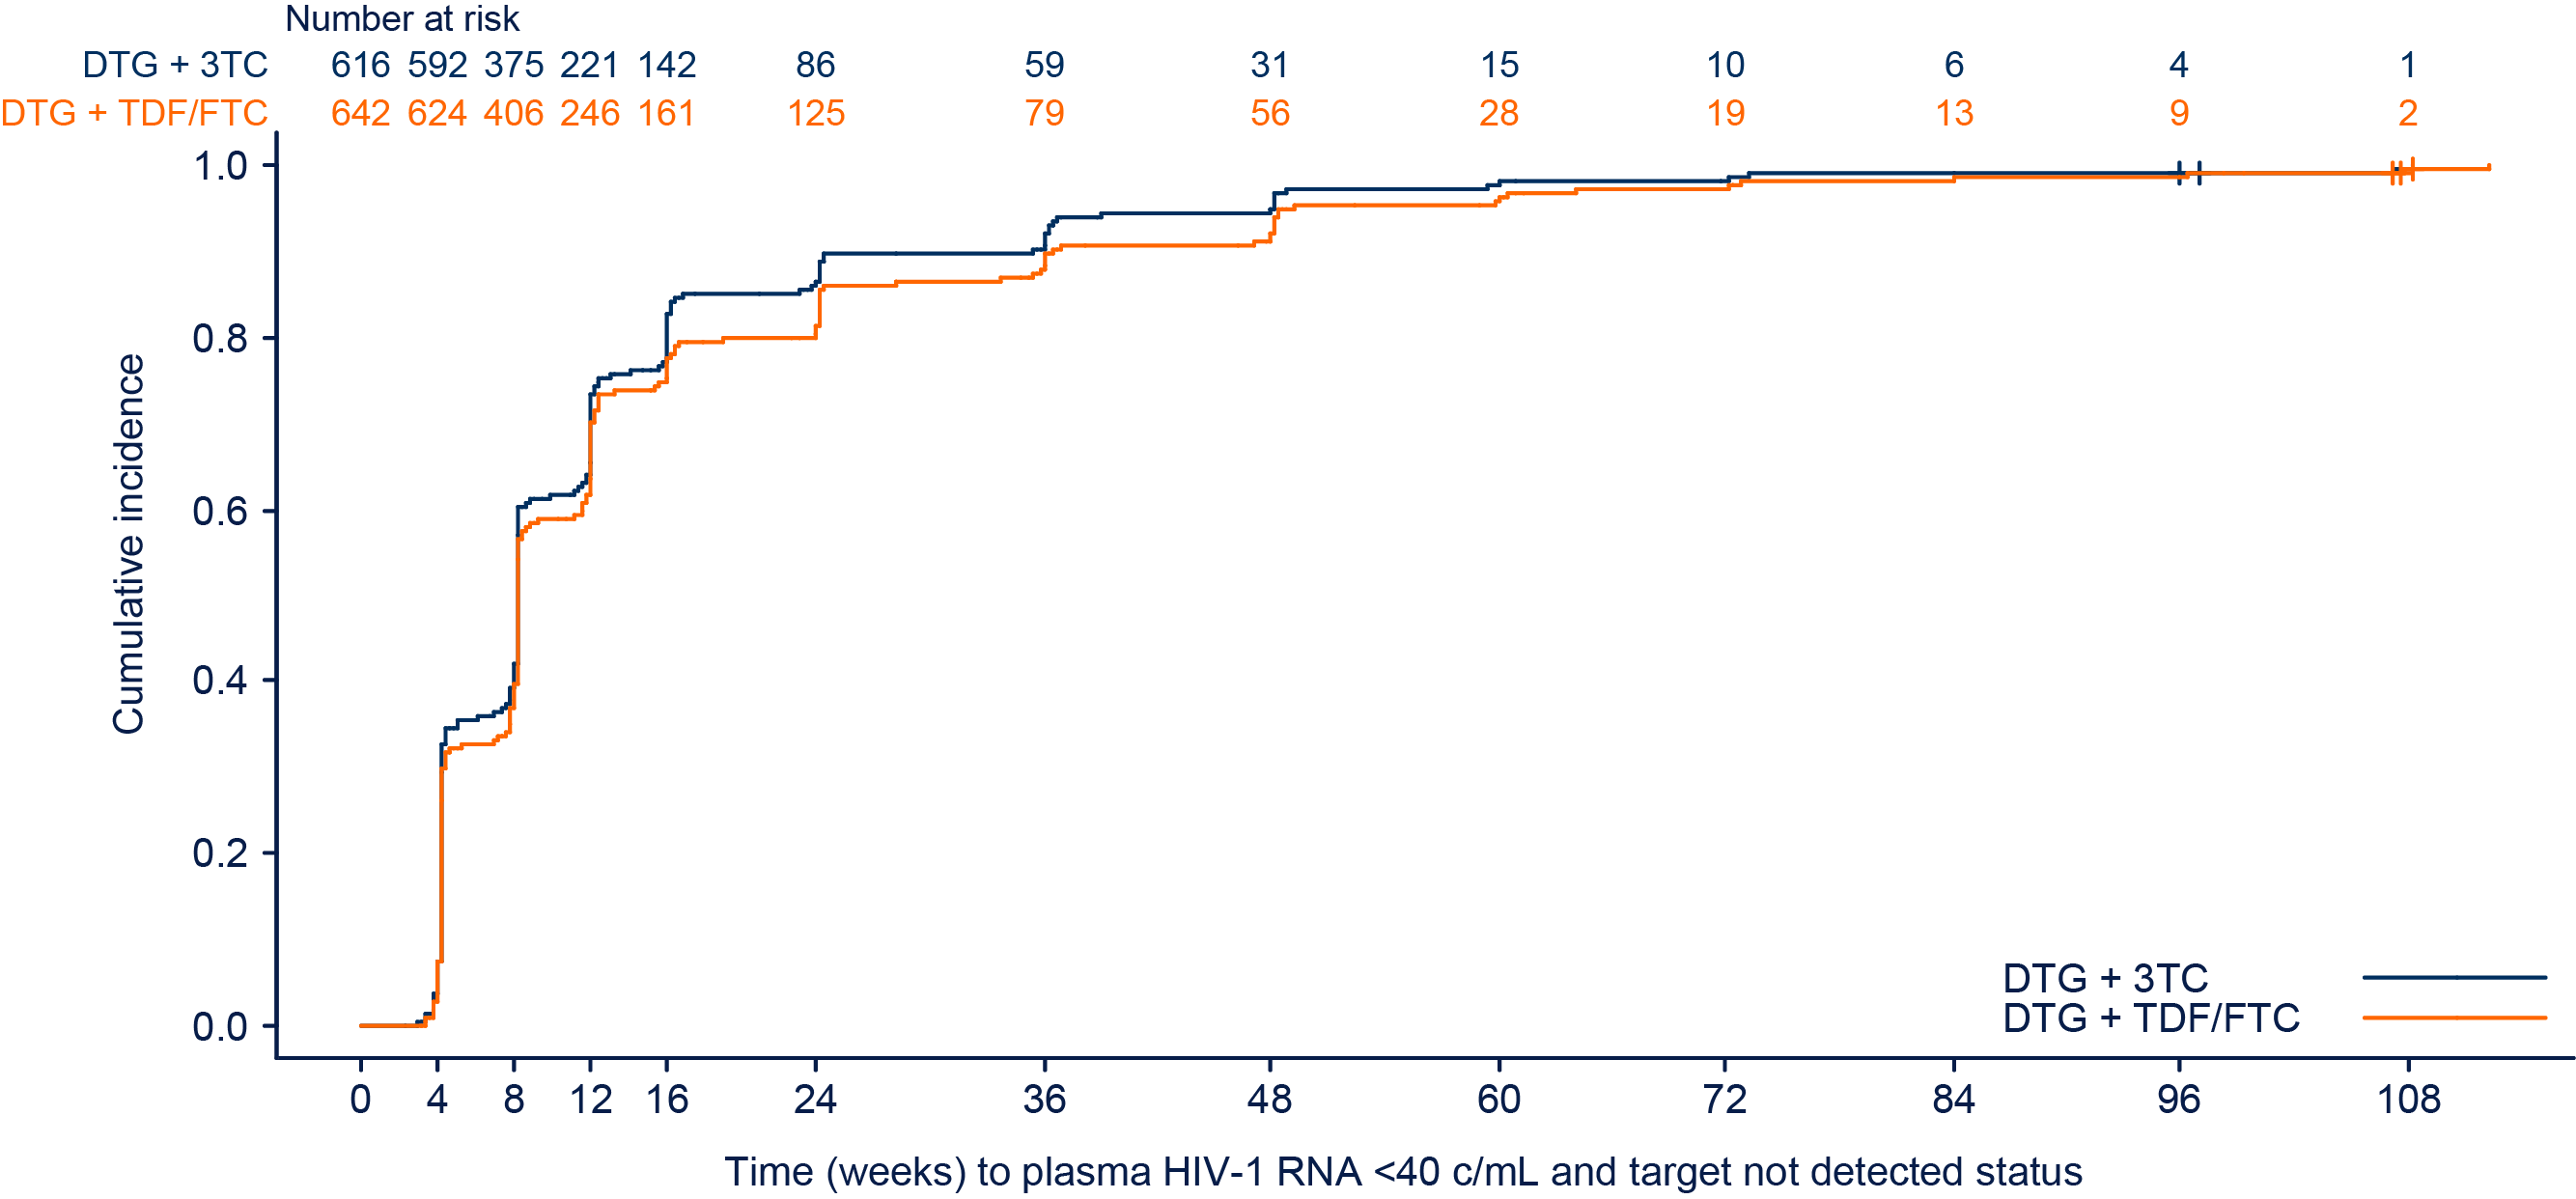 Number at risk
DTG + 3TC 616 592 375 221 142 86 59 31 15 10 6 4 1
DTG + TDF/FTC 642 624 406 246 161 125 79 56 28 19 13 9 2
1.0
0.8
0.6
0.4
0.2
0.0
Cumulative incidence
DTG + 3TC
DTG + TDF/FTC
0 4 8 12 16 24 36 48 60 72 84 96 108
Time (weeks) to plasma HIV-1 RNA <40 c/mL and target not detected status